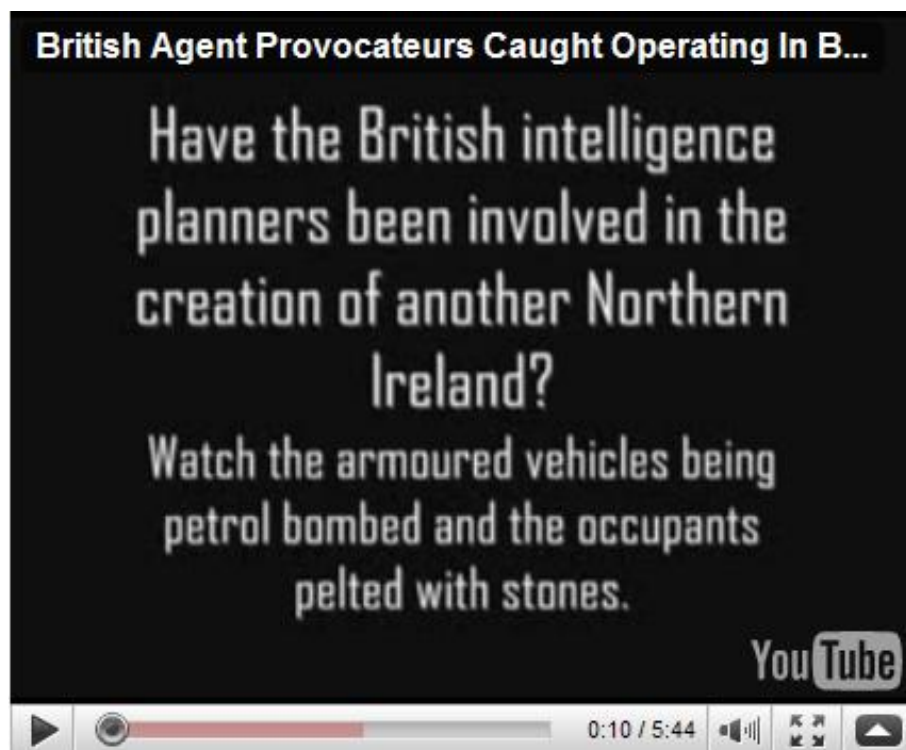 British Agent Provocateurs Caught Operating In B...
Have the British intelligence
planners been involved in the
creation of another Northern
Ireland?
Watch the armoured vehicles being
petrol bombed and the occupants
pelted with stones.
YouTube
0:10 / 5:44